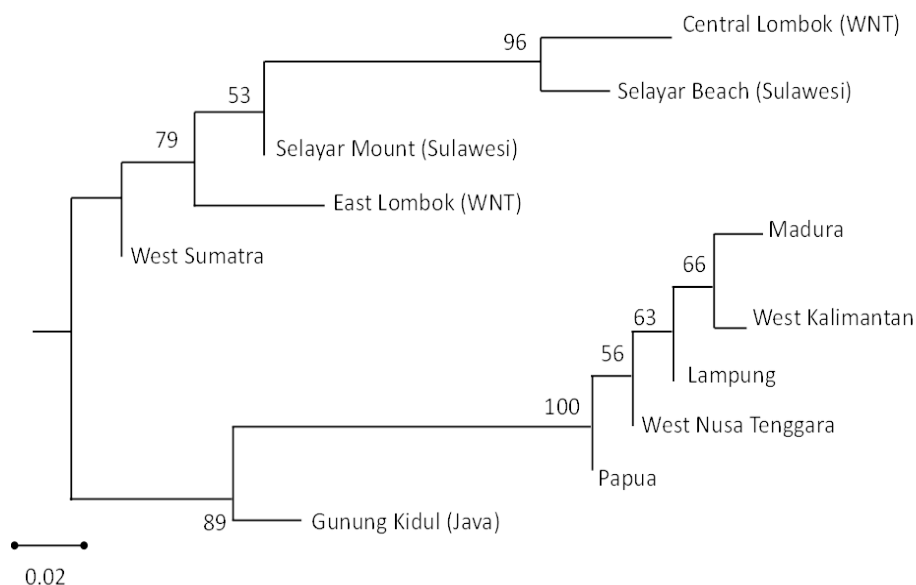 Central Lombok (WNT)
96
Selayar Beach (Sulawesi)
53
79
Selayar Mount (Sulawesi)
East Lombok (WNT)
Madura
West Sumatra
66
West Kalimantan
63
56
Lampung
100
West Nusa Tenggara
Papua
89
Gunung Kidul (Java)
0.02